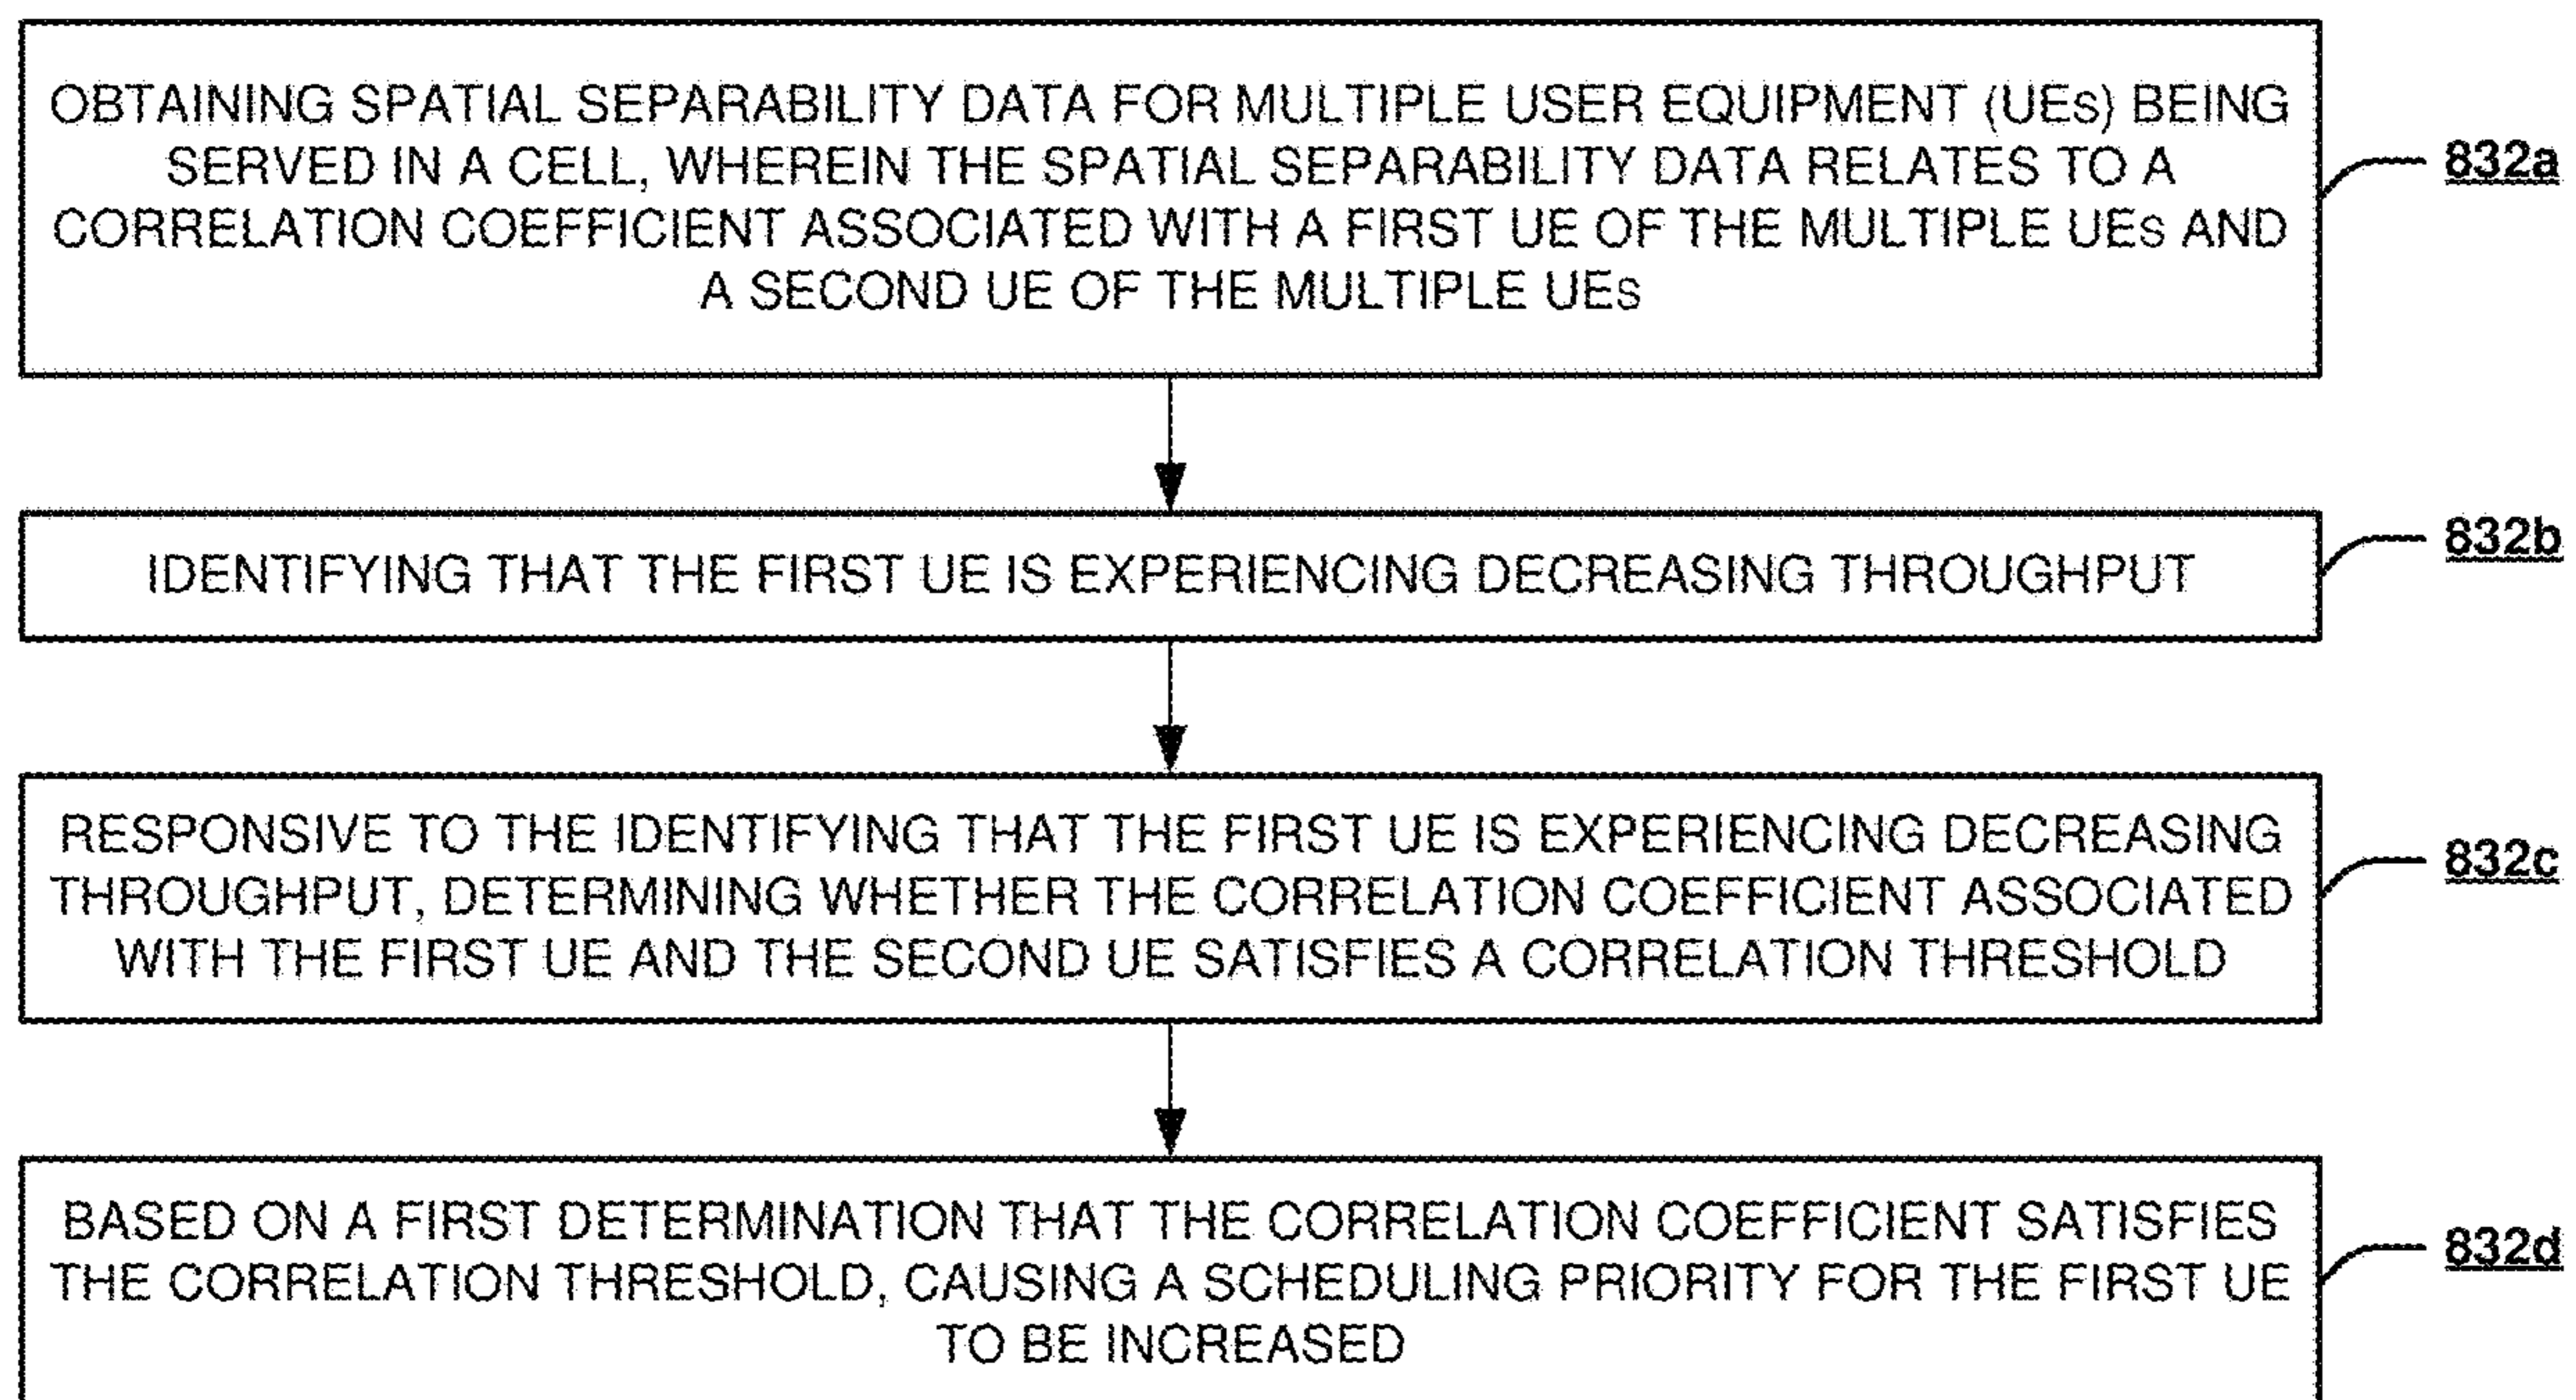 OBTAINING SPATIAL SEPARABILITY DATA FOR MULTIPLE USER EQUIPMENT (UEs) BEING
SERVED IN A CELL, WHEREIN THE SPATIAL SEPARABILITY DATA RELATES TO A
CORRELATION COEFFICIENT ASSOCIATED WITH A FIRST UE OF THE MULTIPLE UEs AND
A SECOND UE OF THE MULTIPLE UEs
832a
IDENTIFYING THAT THE FIRST UE IS EXPERIENCING DECREASING THROUGHPUT
832b
RESPONSIVE TO THE IDENTIFYING THAT THE FIRST UE IS EXPERIENCING DECREASING
THROUGHPUT, DETERMINING WHETHER THE CORRELATION COEFFICIENT ASSOCIATED
WITH THE FIRST UE AND THE SECOND UE SATISFIES A CORRELATION THRESHOLD
832c
BASED ON A FIRST DETERMINATION THAT THE CORRELATION COEFFICIENT SATISFIES
THE CORRELATION THRESHOLD, CAUSING A SCHEDULING PRIORITY FOR THE FIRST UE
TO BE INCREASED
832d